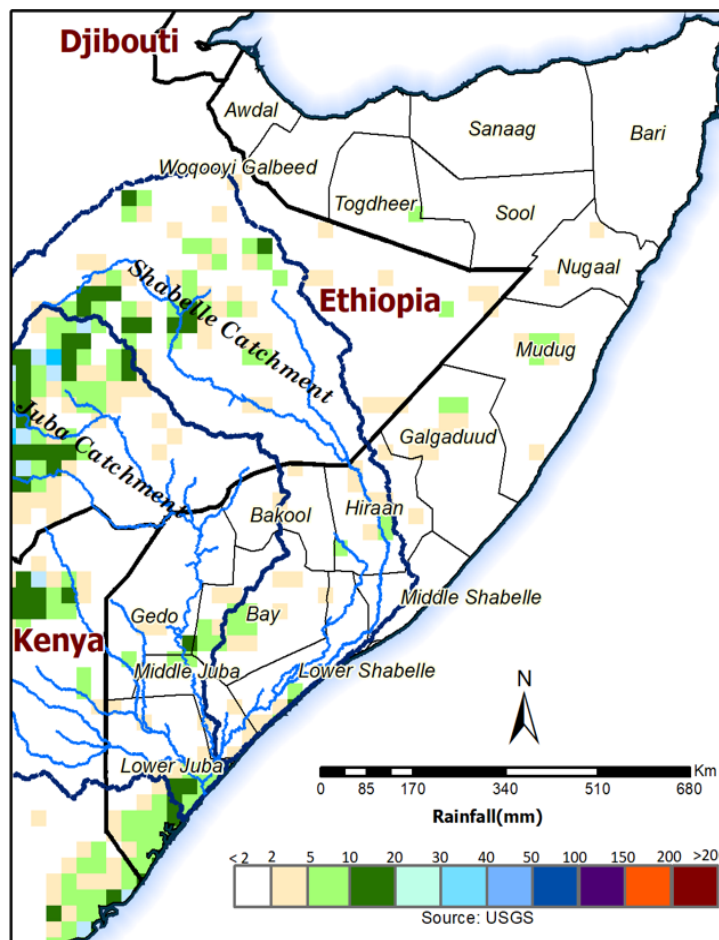 Djibouti
Awdal
Sanaag
Bari
Woqooyi Galbeed
Togdheer
Sool
Nugaal
Shabelle Catchment
Ethiopia
Mudug
Juba Catchment
Galgaduud
Bakool
Hiraan
Middle Shabelle
Gedo
Bay
Kenya
Middle Juba
Lower Shabelle
N
Lower Juba
Km
0 85 170 340 510 680
Rainfall(mm)
< 2 2 5 10 20 30 40 50 100 150 200 >20
Source: USGS